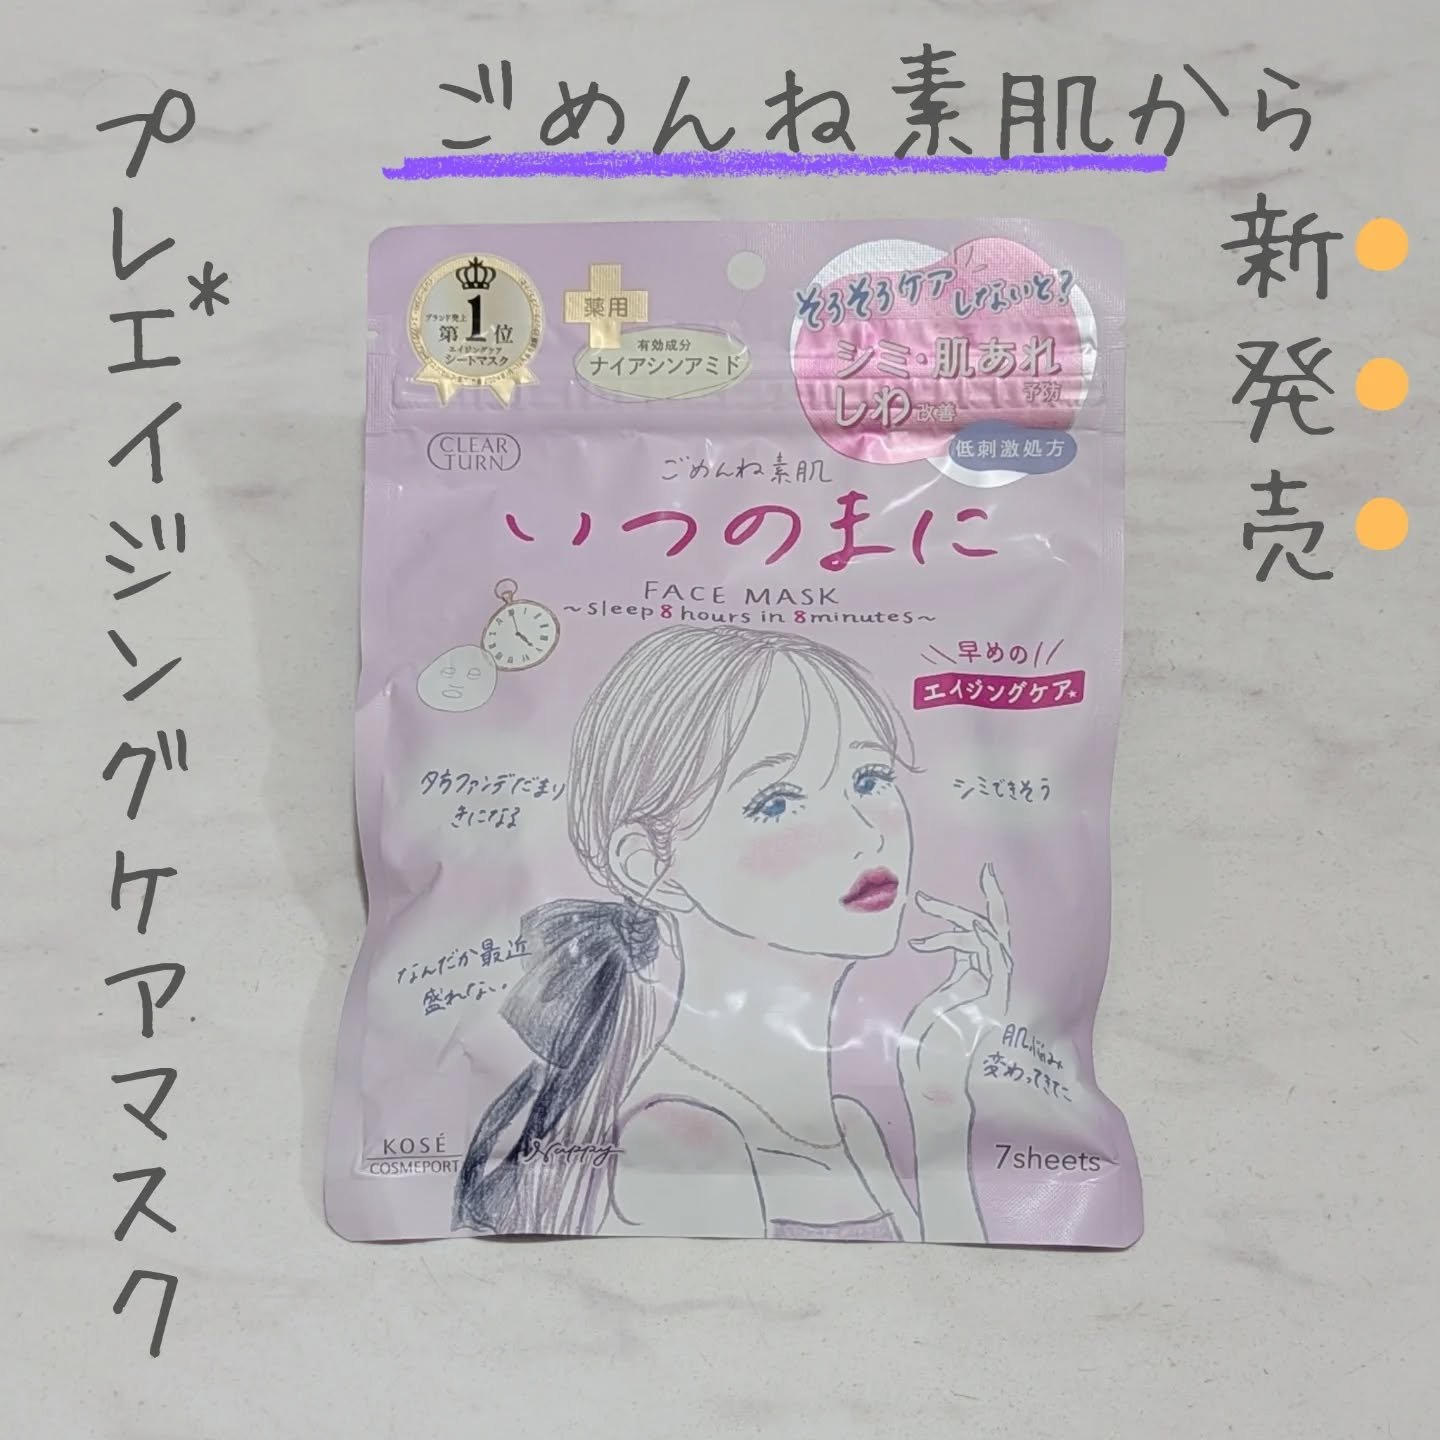 ごめんね素肌から
新発売
プレ*エイジングケアマスク
ブランド売上
第1位
エイジングケア
シートマスク
薬用
有効成分
ナイアシンアミド
そろそろケア
しないと?
シミ・肌あれ
予防
しわ改善
低刺激処方
CLEAR
TURN
ごめんね素肌
いつのまに
FACE MASK
~sleep 8 hours in 8 minutes~
早めの
エイジングケア*
夕方ファンデだまり
きになる
シミできそう
なんだか最近
盛れない。
肌悩み
変わってきてた
KOSÉ
COSMEPORT
Nappy
7sheets